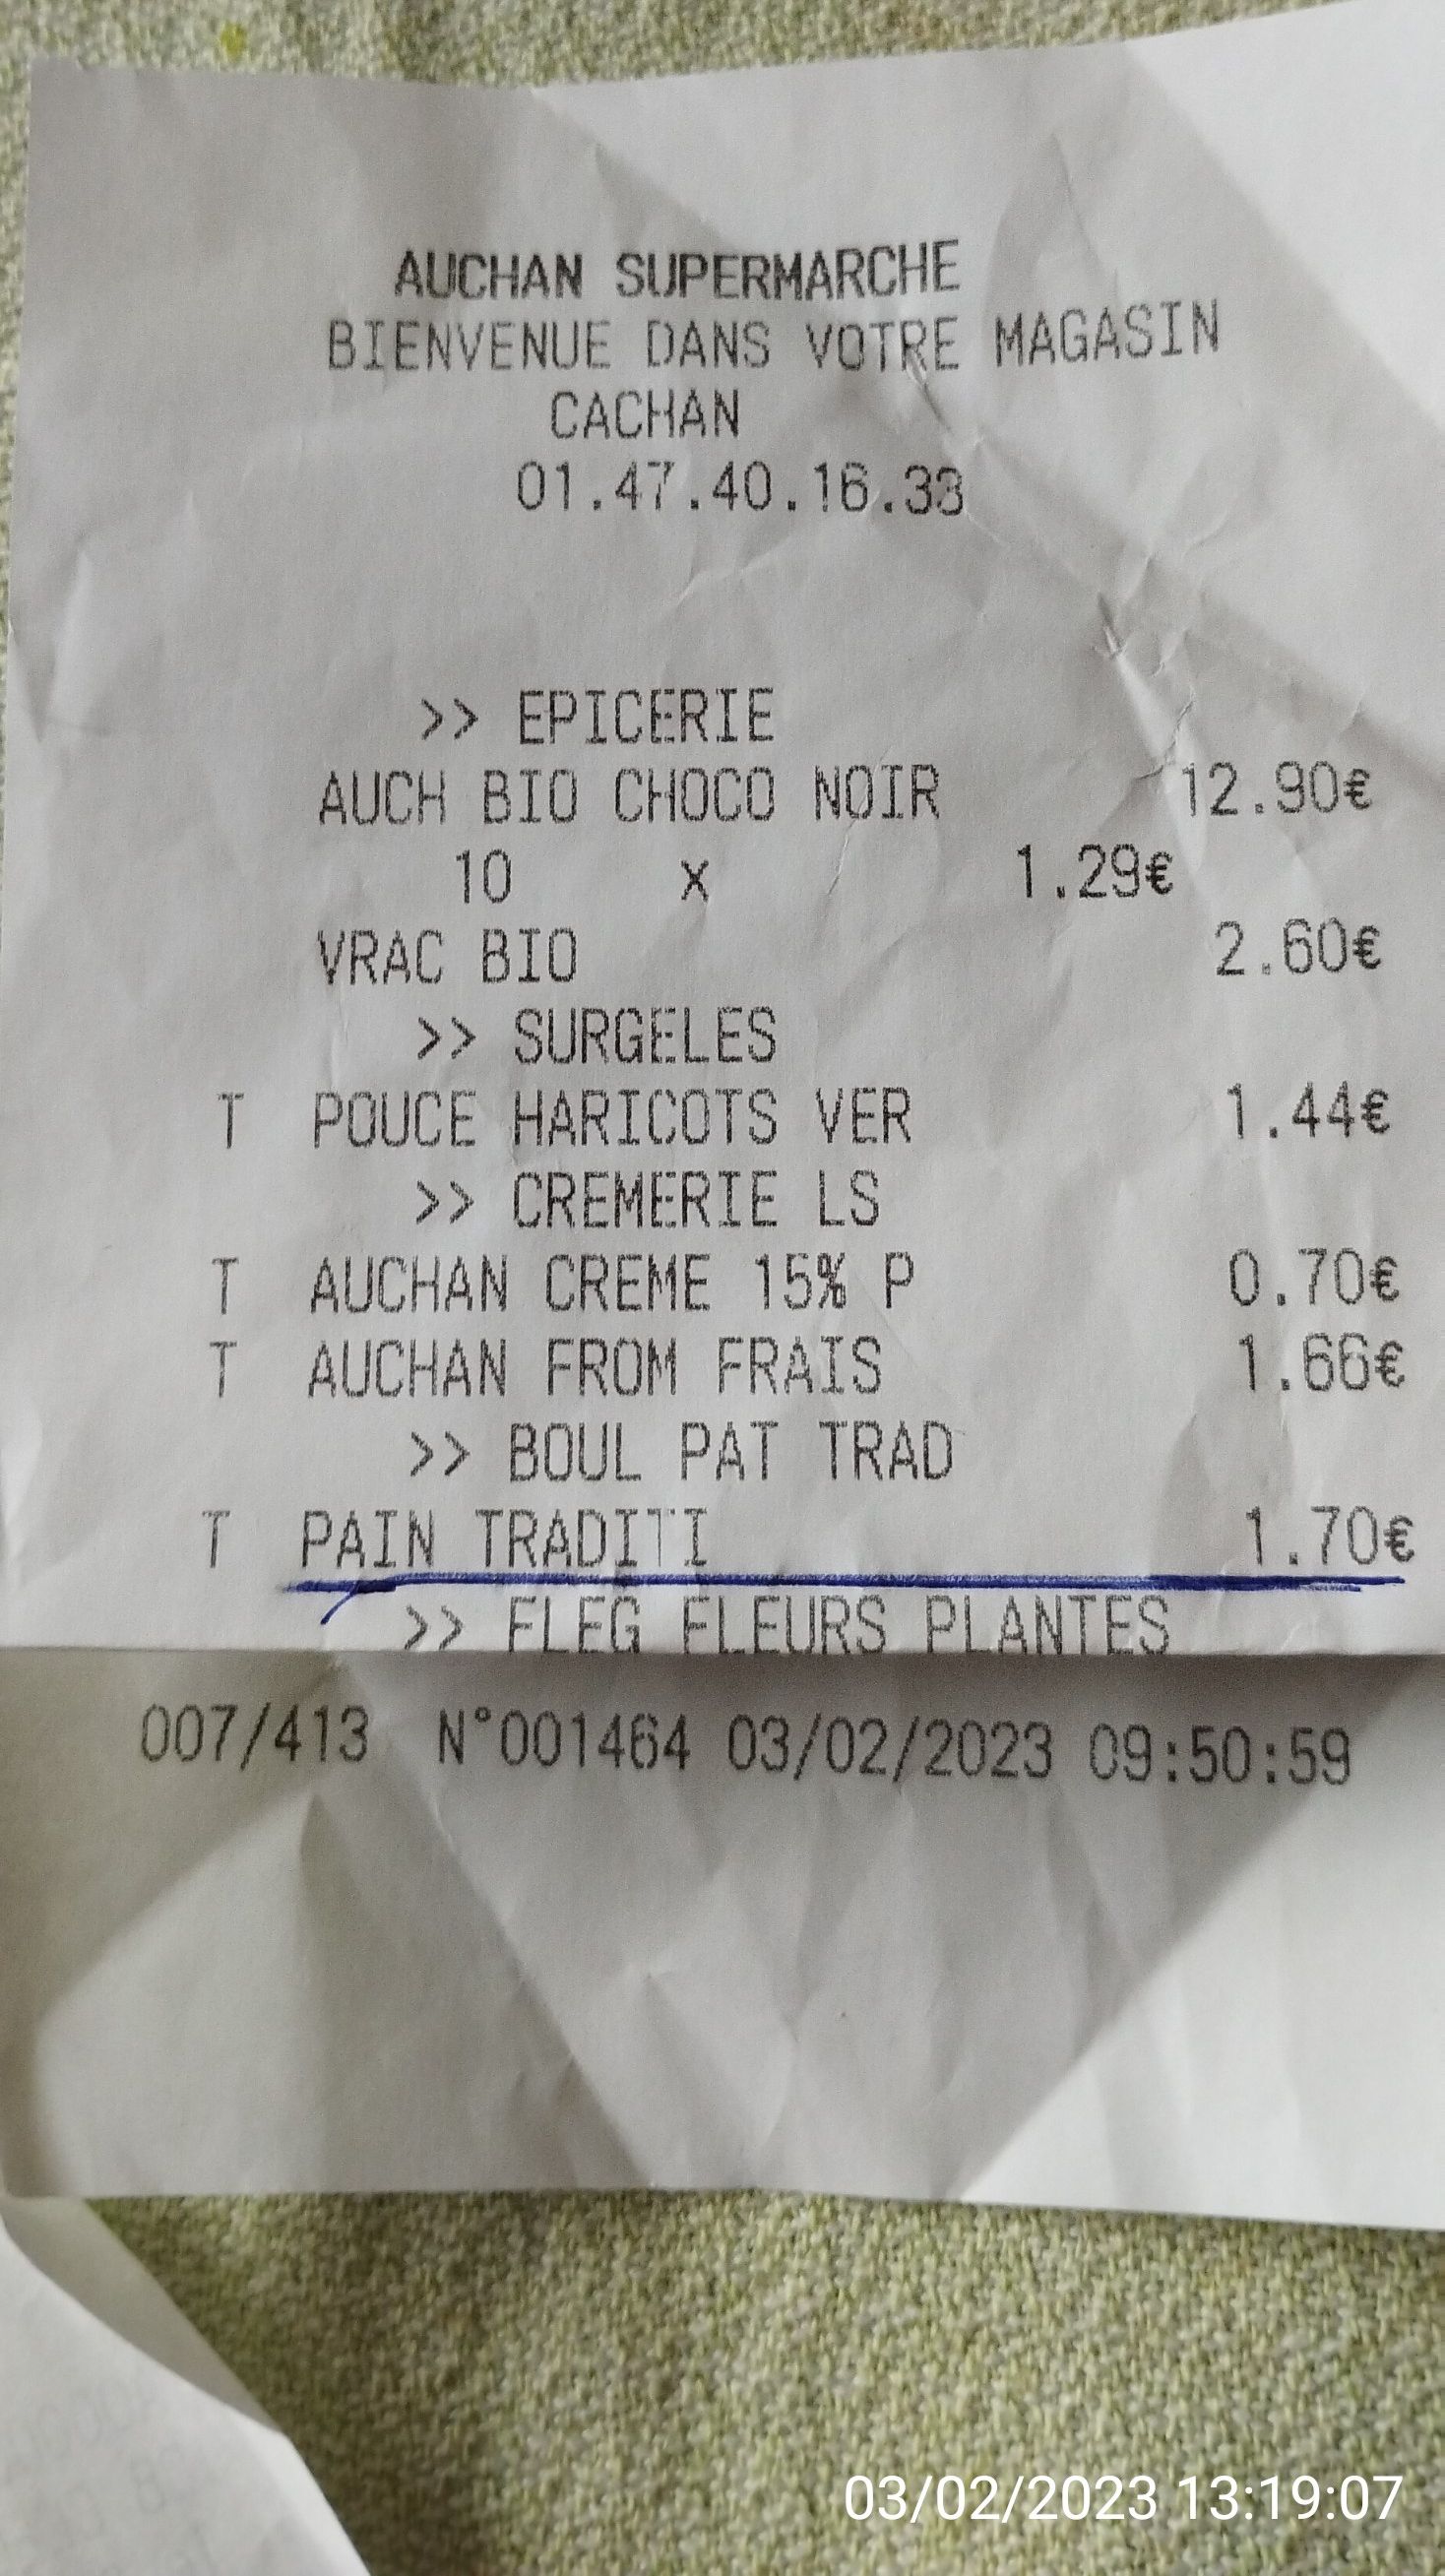 AUCHAN SUPERMARCHE
BIENVENUE DANS VOTRE MAGASIN
CACHAN
01.47.40.16.33
>> EPICERIE
AUCH BIO CHOCO NOIR 12.90€
10 x 1.29€
VRAC BIO 2.60€
>> SURGELES
T POUCE HARICOTS VER 1.44€
>> CREMERIE LS
T AUCHAN CREME 15% P 0.70€
T AUCHAN FROM FRAIS 1.66€
>> BOUL PAT TRAD
T PAIN TRADITI 1.70€
>> FLEG FLEURS PLANTES
007/413 N°001464 03/02/2023 09:50:59
03/02/2023 13:19:07